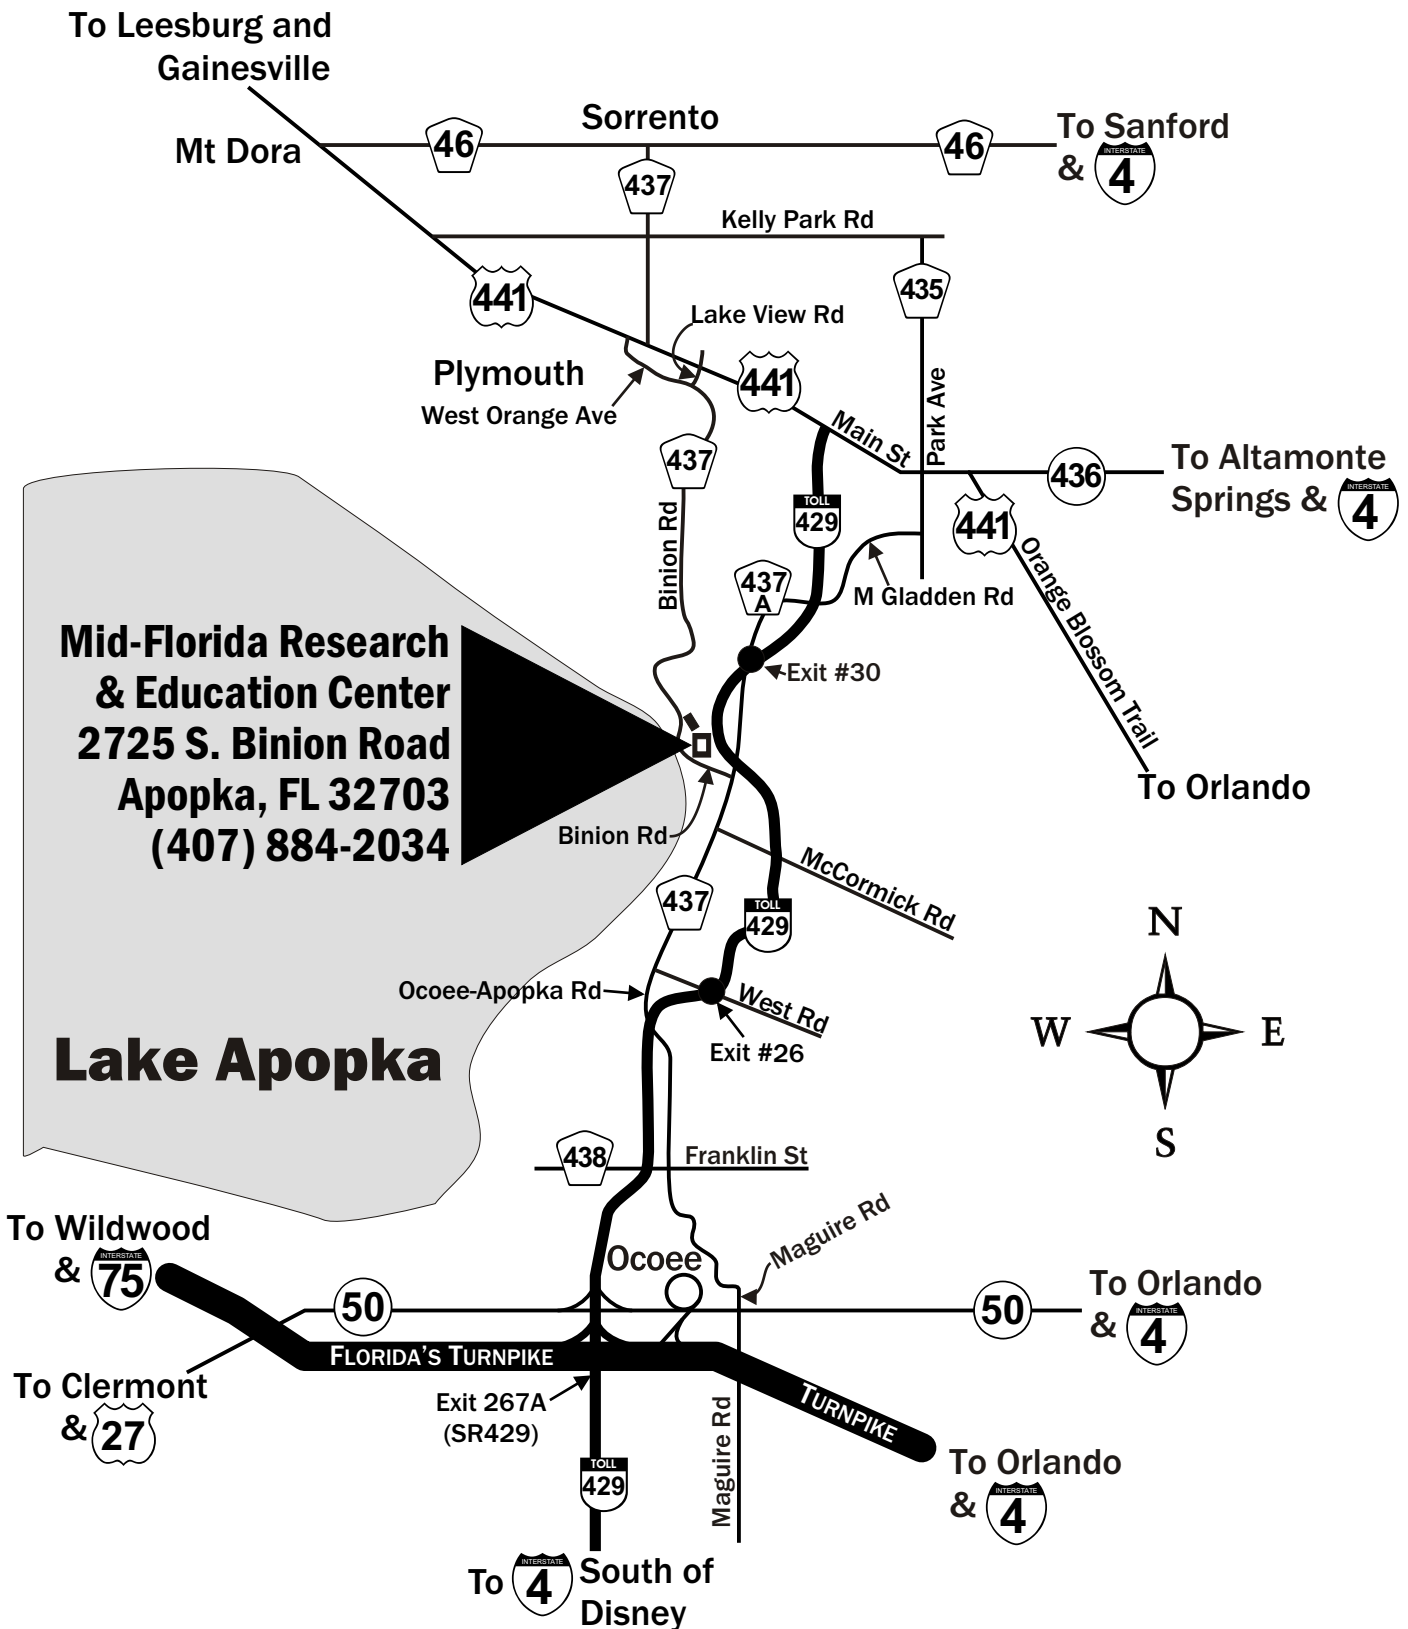 To Leesburg and
Gainesville
Mt Dora
46
Sorrento
46
To Sanford
& INTERSTATE 4
437
Kelly Park Rd
441
435
Lake View Rd
Plymouth
West Orange Ave
441
Main St
Park Ave
436
To Altamonte
Springs & INTERSTATE 4
437
TOLL
429
441
Binion Rd
437
A
M Gladden Rd
Orange Blossom Trail
Exit #30
To Orlando
Mid-Florida Research
& Education Center
2725 S. Binion Road
Apopka, FL 32703
(407) 884-2034
Binion Rd
McCormick Rd
437
TOLL
429
Ocoee-Apopka Rd
West Rd
Exit #26
Lake Apopka
N
W
E
S
438
Franklin St
To Wildwood
& INTERSTATE 75
Ocoee
Maguire Rd
50
50
To Orlando
& INTERSTATE 4
FLORIDA'S TURNPIKE
To Clermont
& 27
Exit 267A
(SR429)
TURNPIKE
Maguire Rd
TOLL
429
To Orlando
& INTERSTATE 4
To INTERSTATE 4 South of
Disney